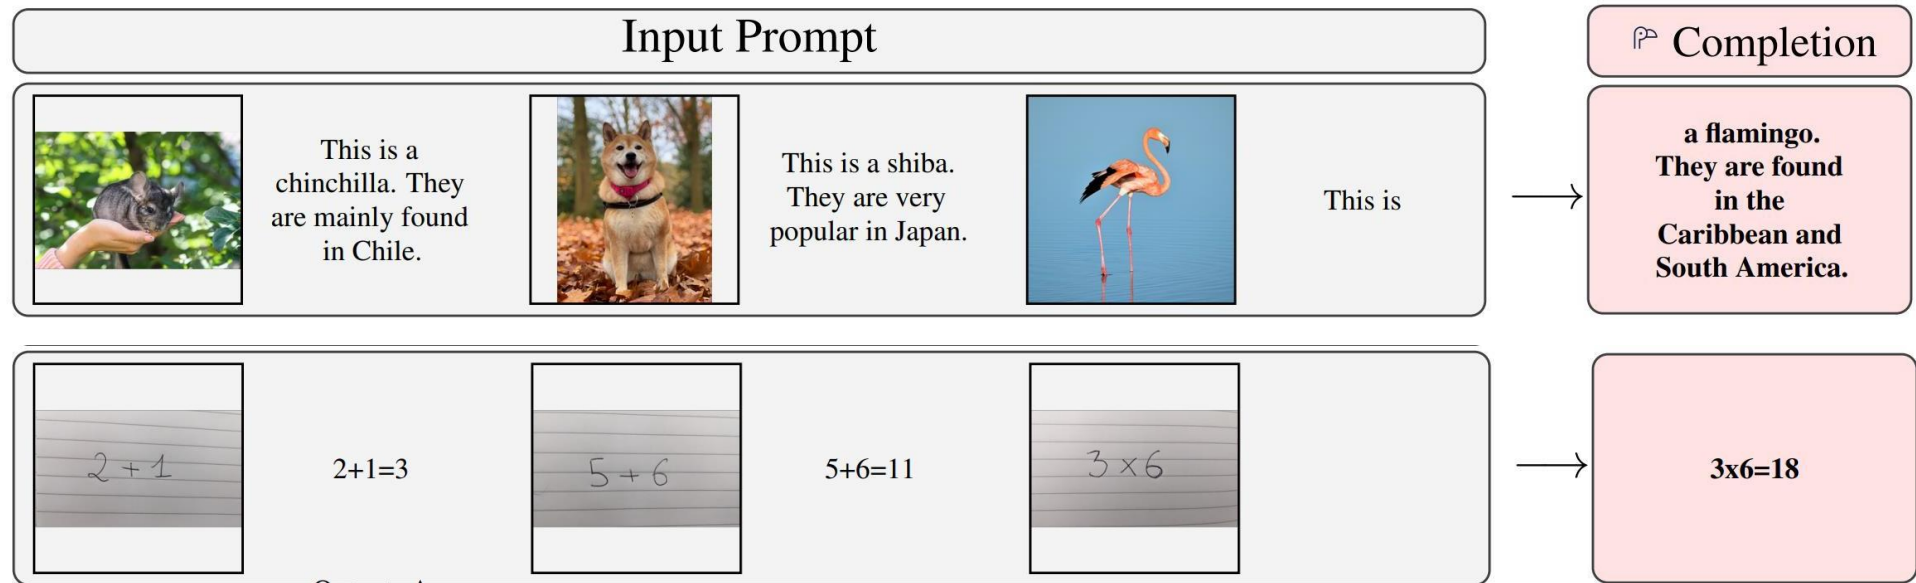 Input Prompt
Completion
This is a
chinchilla. They
are mainly found
in Chile.
This is a shiba.
They are very
popular in Japan.
This is
a flamingo.
They are found
in the
Caribbean and
South America.
2 + 1
2+1=3
5 + 6
5+6=11
3 x 6
3x6=18